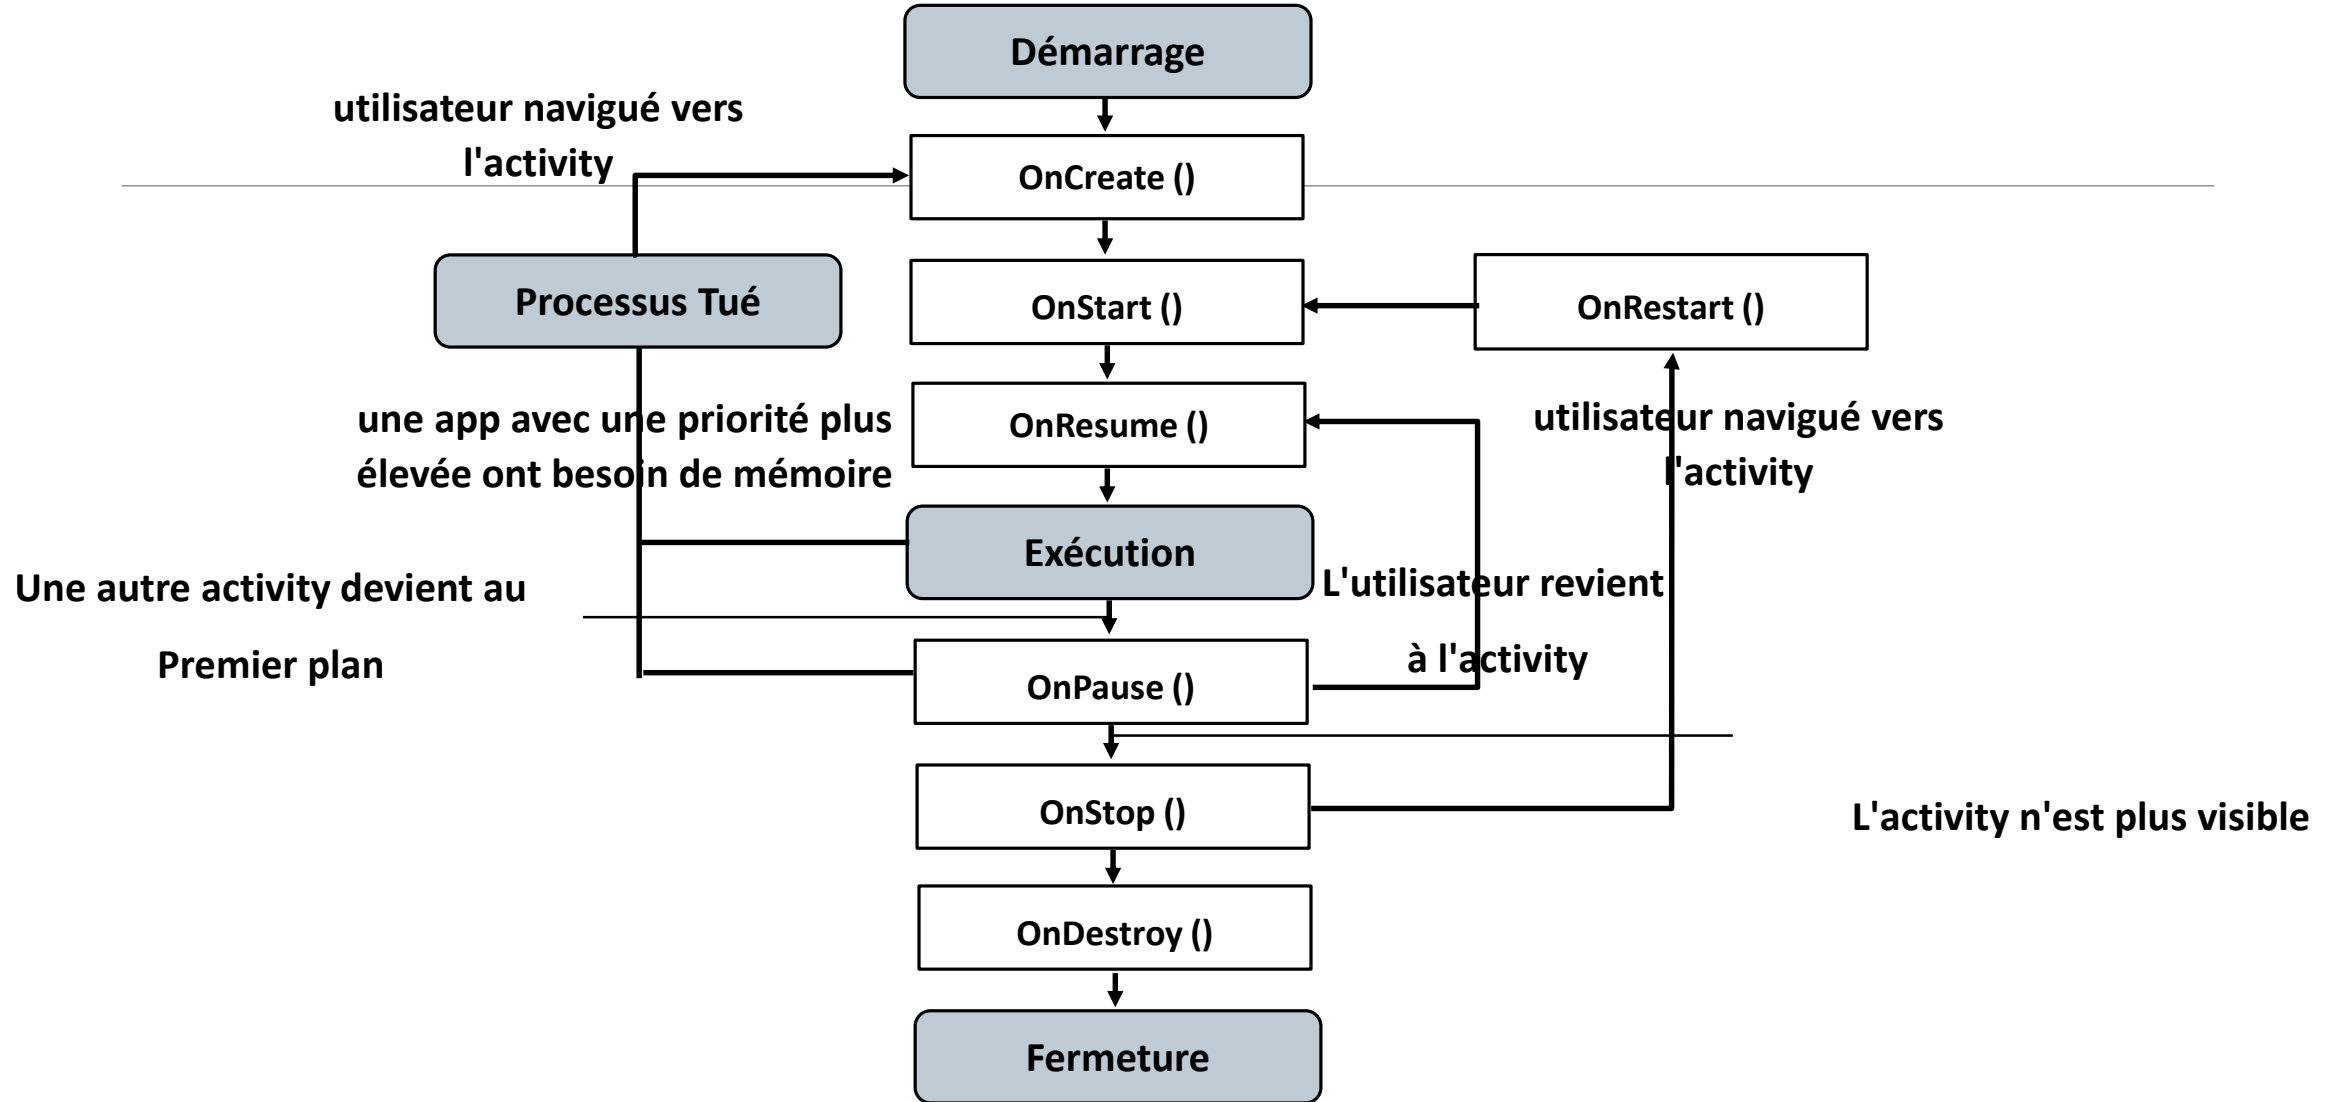 Démarrage
utilisateur navigué vers
l'activity
OnCreate ()
Processus Tué
OnStart ()
OnRestart ()
une app avec une priorité plus
élevée ont besoin de mémoire
OnResume ()
utilisateur navigué vers
l'activity
Exécution
Une autre activity devient au
Premier plan
L'utilisateur revient
à l'activity
OnPause ()
OnStop ()
L'activity n'est plus visible
OnDestroy ()
Fermeture